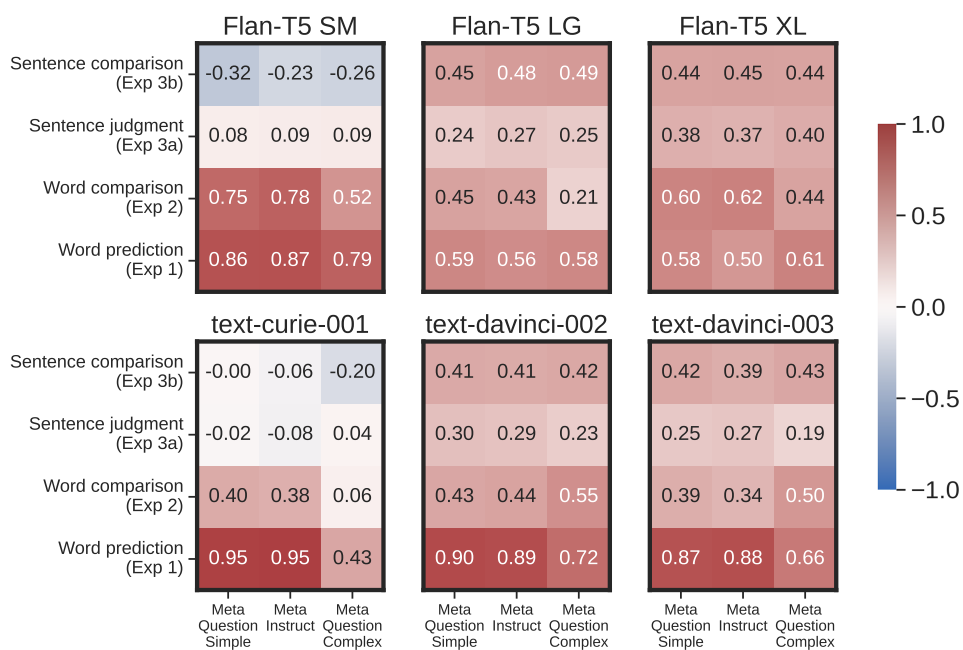 Flan-T5 SM Flan-T5 LG Flan-T5 XL
Sentence comparison
(Exp 3b)
-0.32 -0.23 -0.26 0.45 0.48 0.49 0.44 0.45 0.44
Sentence judgment
(Exp 3a)
0.08 0.09 0.09 0.24 0.27 0.25 0.38 0.37 0.40
Word comparison
(Exp 2)
0.75 0.78 0.52 0.45 0.43 0.21 0.60 0.62 0.44
Word prediction
(Exp 1)
0.86 0.87 0.79 0.59 0.56 0.58 0.58 0.50 0.61
text-curie-001 text-davinci-002 text-davinci-003
Sentence comparison
(Exp 3b)
-0.00 -0.06 -0.20 0.41 0.41 0.42 0.42 0.39 0.43
Sentence judgment
(Exp 3a)
-0.02 -0.08 0.04 0.30 0.29 0.23 0.25 0.27 0.19
Word comparison
(Exp 2)
0.40 0.38 0.06 0.43 0.44 0.55 0.39 0.34 0.50
Word prediction
(Exp 1)
0.95 0.95 0.43 0.90 0.89 0.72 0.87 0.88 0.66
Meta Meta Meta Meta Meta Meta Meta Meta Meta
Question Instruct Question Question Instruct Question Question Instruct Question
Simple Complex Simple Complex Simple Complex
1.0
0.5
0.0
−0.5
−1.0